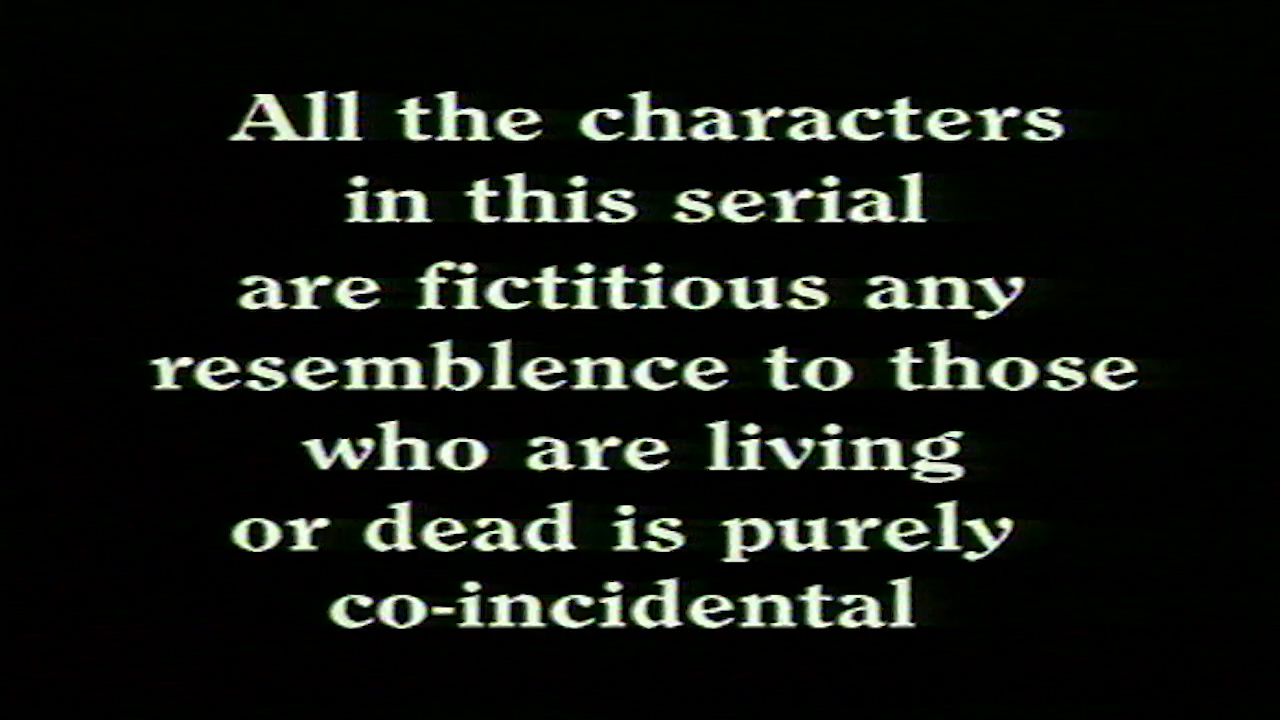 All the characters
in this serial
are fictitious any
resemblence to those
who are living
or dead is purely
co-incidental